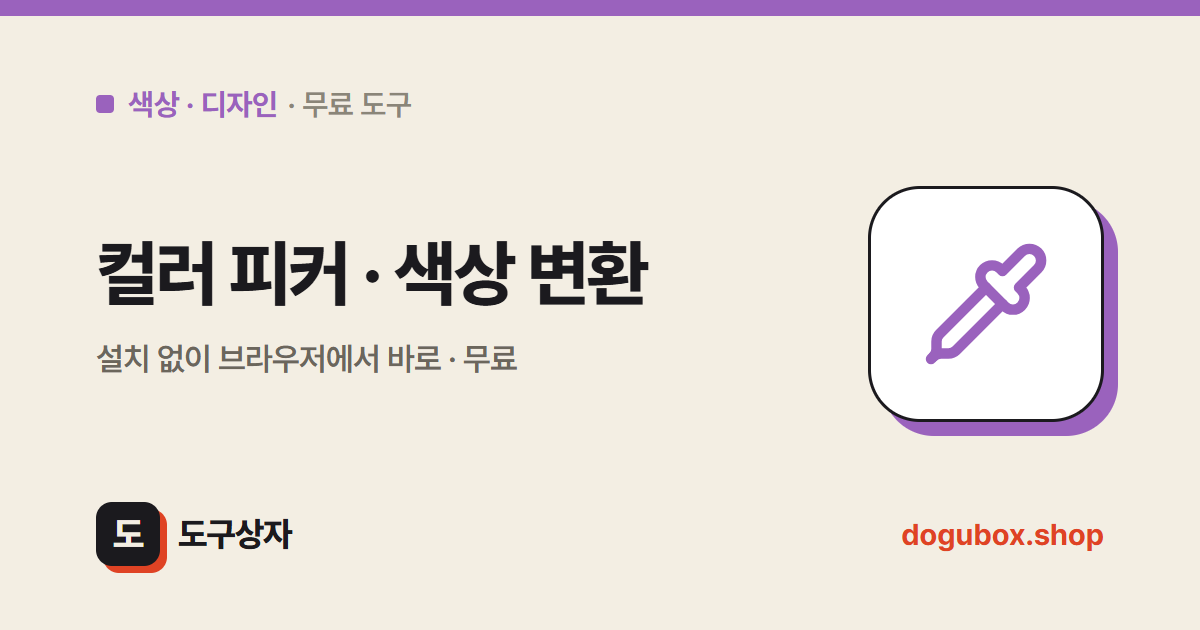 색상 · 디자인 · 무료 도구
컬러 피커 · 색상 변환
설치 없이 브라우저에서 바로 · 무료
도 도구상자
dogubox.shop